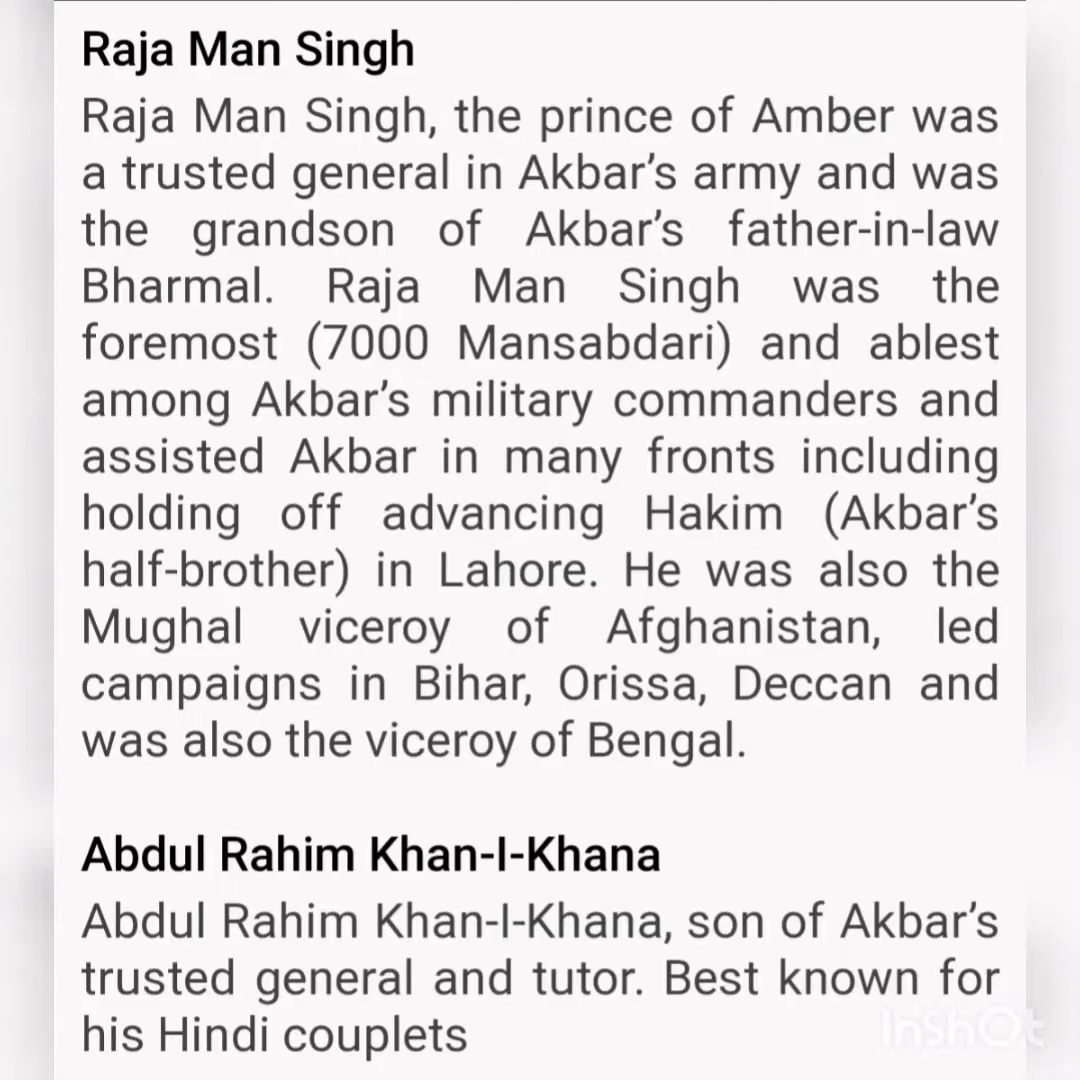 Raja Man Singh
Raja Man Singh, the prince of Amber was
a trusted general in Akbar’s army and was
the grandson of Akbar’s father-in-law
Bharmal. Raja Man Singh was the
foremost (7000 Mansabdari) and ablest
among Akbar’s military commanders and
assisted Akbar in many fronts including
holding off advancing Hakim (Akbar’s
half-brother) in Lahore. He was also the
Mughal viceroy of Afghanistan, led
campaigns in Bihar, Orissa, Deccan and
was also the viceroy of Bengal.
Abdul Rahim Khan-I-Khana
Abdul Rahim Khan-I-Khana, son of Akbar’s
trusted general and tutor. Best known for
his Hindi couplets
InShOt